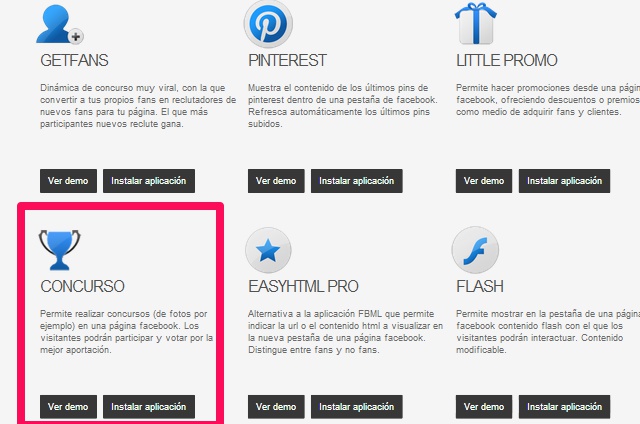 GETFANS
Dinámica de concurso muy viral, con la que
convertir a tus propios fans en reclutadores de
nuevos fans para tu página. El que más
participantes nuevos reclute gana.
Ver demo
Instalar aplicación
PINTEREST
Muestra el contenido de los últimos pins de
pinterest dentro de una pestaña de facebook.
Refresca automáticamente los últimos pins
subidos.
Ver demo
Instalar aplicación
LITTLE PROMO
Permite hacer promociones desde una págin
facebook, ofreciendo descuentos o premios
como medio de adquirir fans y clientes.
Ver demo
Instalar aplicación
CONCURSO
Permite realizar concursos (de fotos por
ejemplo) en una página facebook. Los
visitantes podrán participar y votar por la
mejor aportación.
Ver demo
Instalar aplicación
EASYHTML PRO
Alternativa a la aplicación FBML que permite
indicar la url o el contenido html a visualizar en
la nueva pestaña de una página facebook.
Distingue entre fans y no fans.
Ver demo
Instalar aplicación
FLASH
Permite mostrar en la pestaña de una página
facebook contenido flash con el que los
visitantes podrán interactuar. Contenido
modificable.
Ver demo
Instalar aplicación